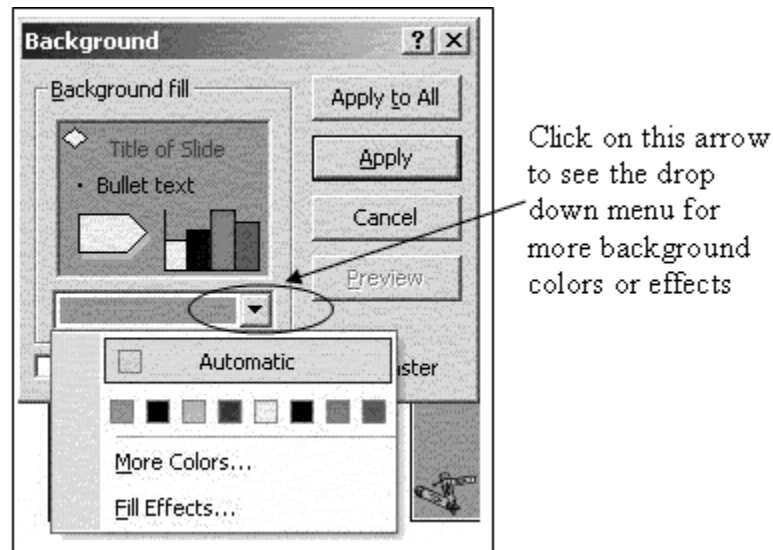 Background
Background fill
Title of Slide
• Bullet text
Apply to All
Apply
Cancel
Preview
Automatic
ster
More Colors...
Fill Effects...
Click on this arrow
to see the drop
down menu for
more background
colors or effects